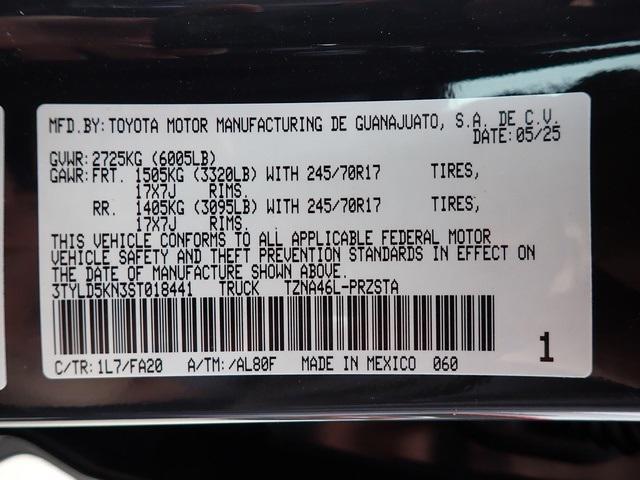 MFD.BY: TOYOTA MOTOR MANUFACTURING DE GUANAJUATO, S.A. DE C.V.
DATE: 05/25
GVWR: 2725KG (6005LB)
GAWR: FRT. 1505KG (3320LB) WITH 245/70R17 TIRES,
17X7J RIMS.
RR. 1405KG (3095LB) WITH 245/70R17 TIRES,
17X7J RIMS.
THIS VEHICLE CONFORMS TO ALL APPLICABLE FEDERAL MOTOR
VEHICLE SAFETY AND THEFT PREVENTION STANDARDS IN EFFECT ON
THE DATE OF MANUFACTURE SHOWN ABOVE.
3TYLD5KN3ST018441 TRUCK TZNA46L-PRZSTA
C/TR: 1L7/FA20 A/TM: /AL80F MADE IN MEXICO 060
1